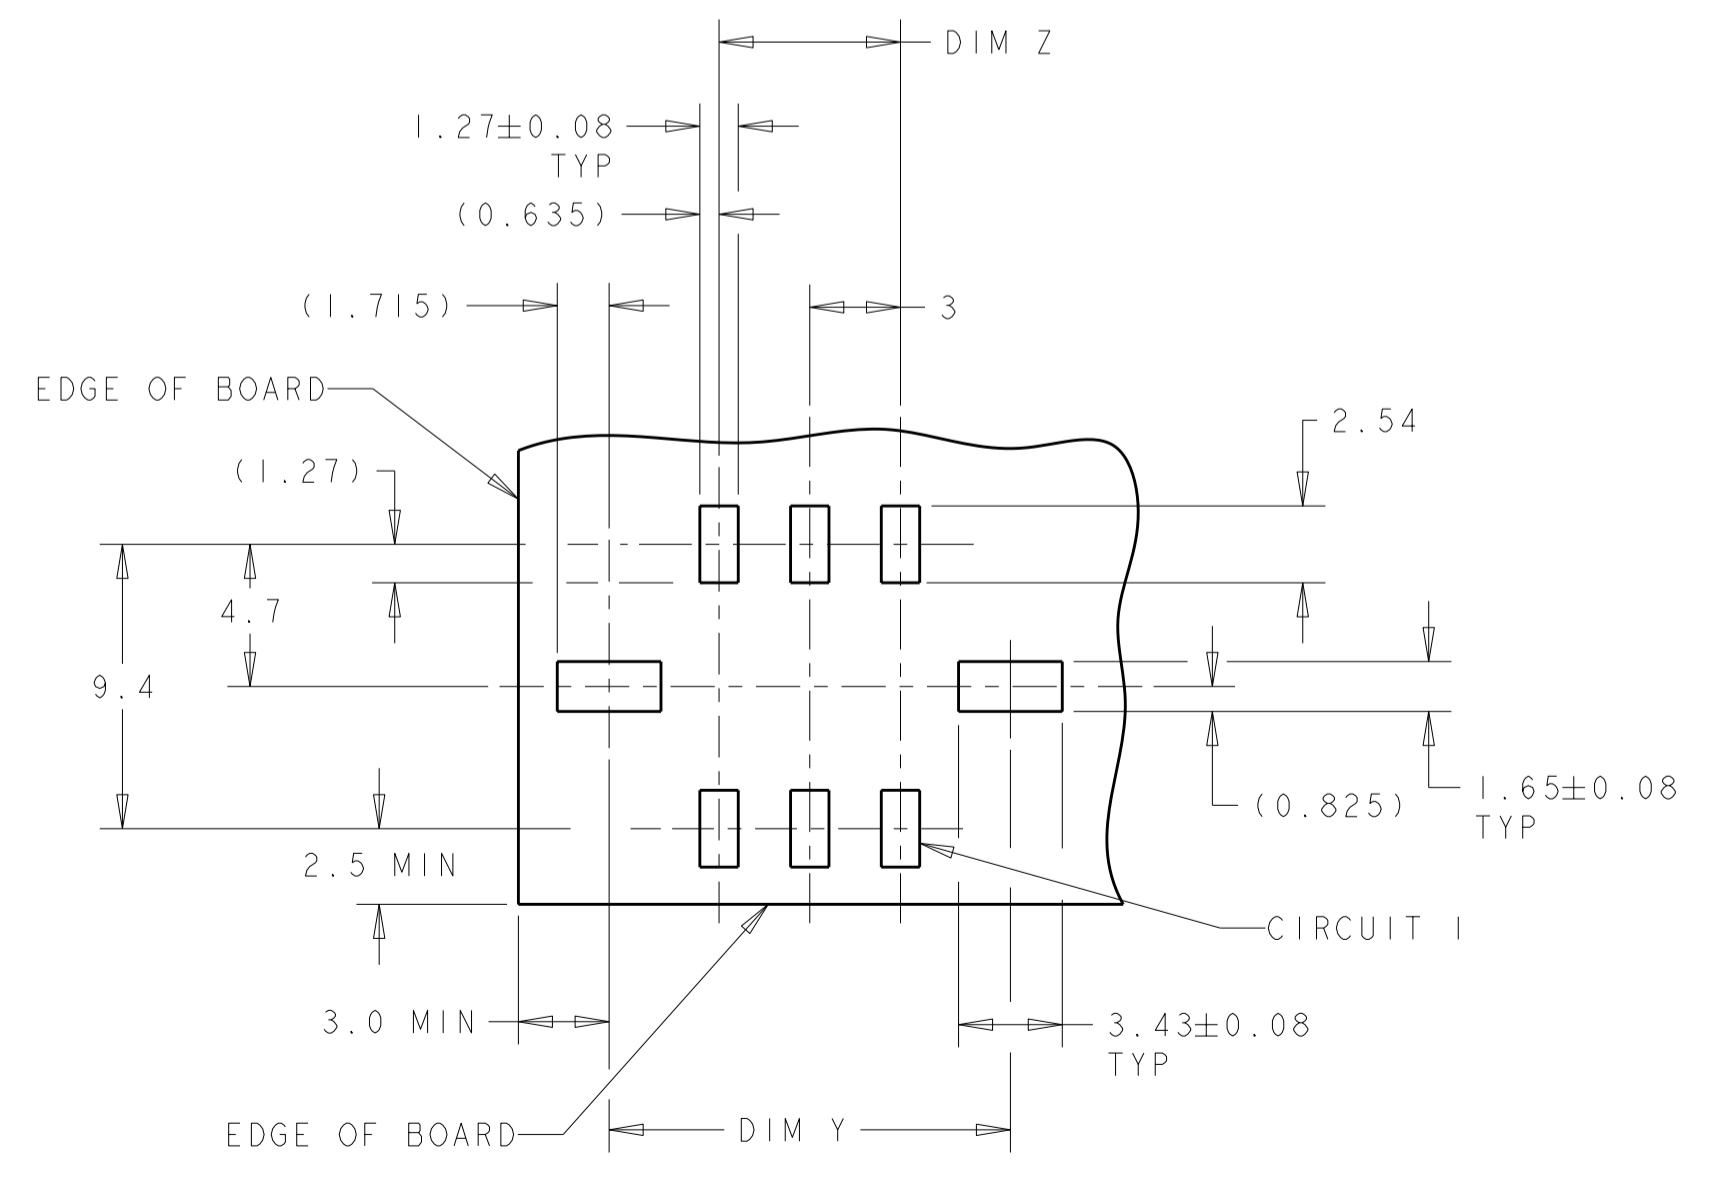 DIM Z
1.27±0.08
TYP
(0.635)
(1.715)
3
EDGE OF BOARD
2.54
(1.27)
4.7
9.4
1.65±0.08
TYP
(0.825)
2.5 MIN
CIRCUIT 1
3.0 MIN
3.43±0.08
TYP
DIM Y
EDGE OF BOARD